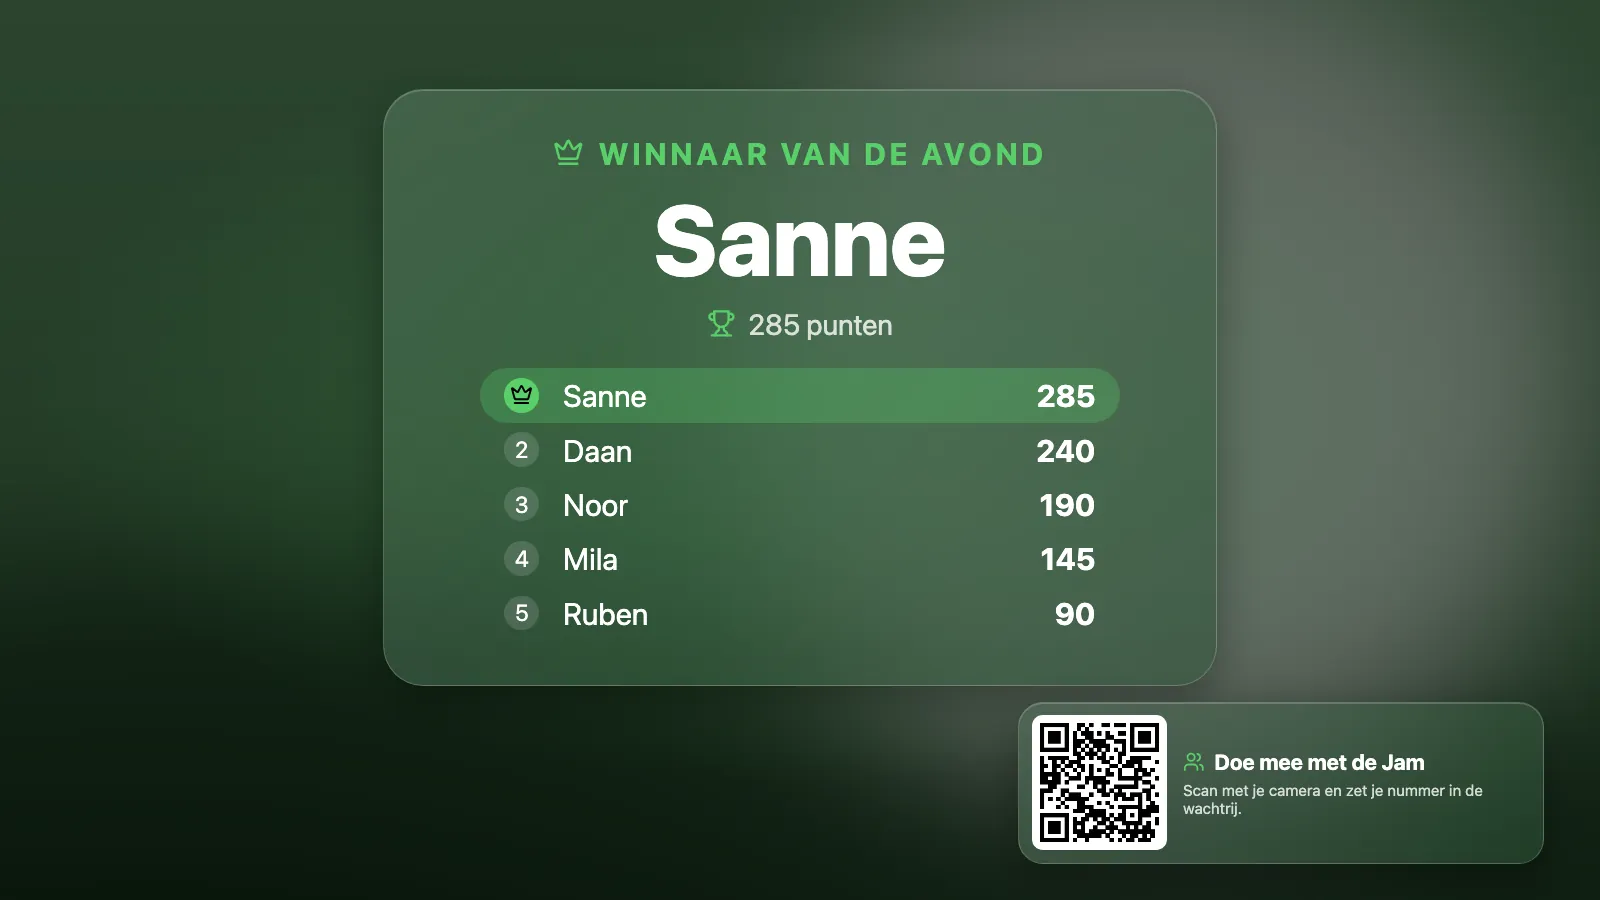 WINNAAR VAN DE AVOND
Sanne
285 punten
Sanne 285
2 Daan 240
3 Noor 190
4 Mila 145
5 Ruben 90
Doe mee met de Jam
Scan met je camera en zet je nummer in de
wachtrij.